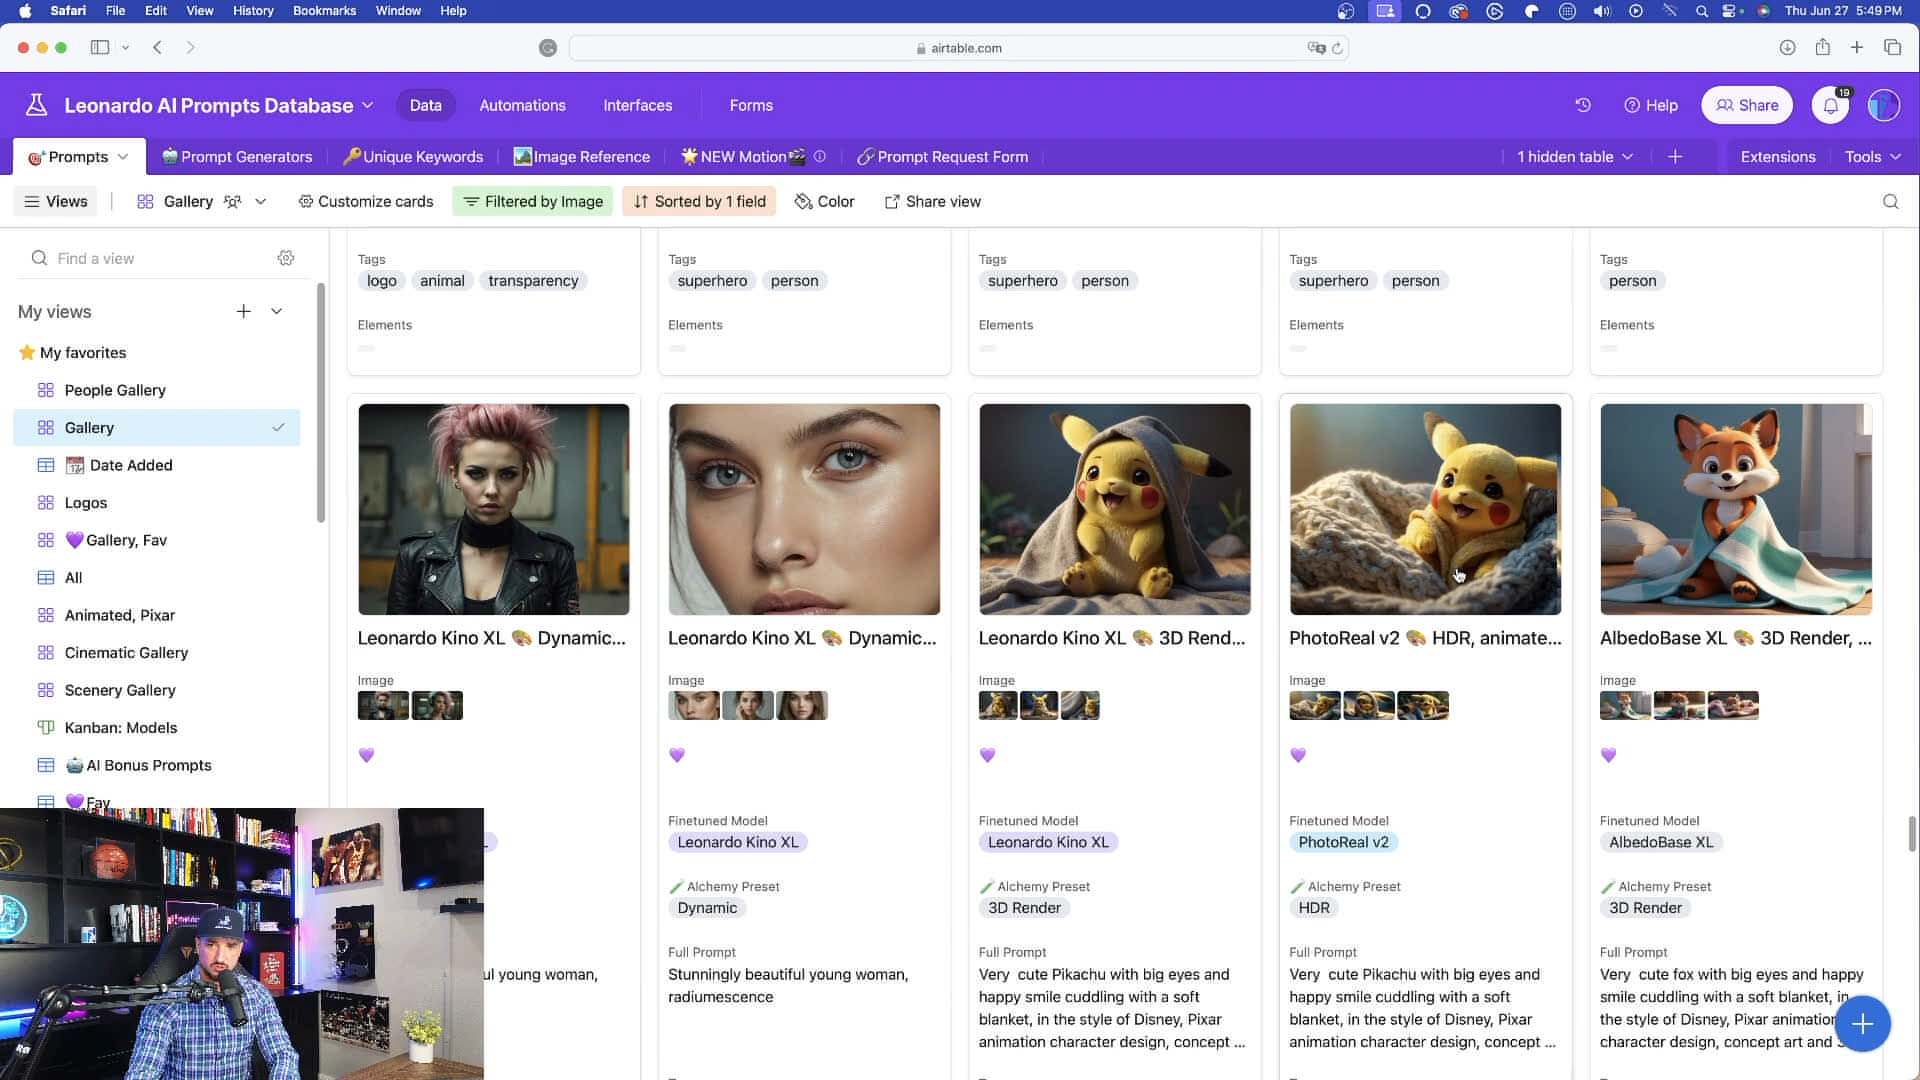 Safari File Edit View History Bookmarks Window Help Thu Jun 27 5:49 PM
airtable.com
Leonardo AI Prompts Database Data Automations Interfaces Forms Help Share 19
Prompts Prompt Generators Unique Keywords Image Reference NEW Motion Prompt Request Form 1 hidden table Extensions Tools
Views Gallery Customize cards Filtered by Image Sorted by 1 field Color Share view
Find a view
My views
My favorites
People Gallery
Gallery
Date Added
Logos
Gallery, Fav
All
Animated, Pixar
Cinematic Gallery
Scenery Gallery
Kanban: Models
AI Bonus Prompts
Fav
Tags Tags Tags Tags Tags
logo animal transparency superhero person superhero person superhero person person
Elements Elements Elements Elements Elements
Leonardo Kino XL Dynamic... Leonardo Kino XL Dynamic... Leonardo Kino XL 3D Rend... PhotoReal v2 HDR, animate... AlbedoBase XL 3D Render, ...
Image Image Image Image Image
Finetuned Model Finetuned Model Finetuned Model Finetuned Model
Leonardo Kino XL Leonardo Kino XL PhotoReal v2 AlbedoBase XL
Alchemy Preset Alchemy Preset Alchemy Preset Alchemy Preset
Dynamic 3D Render HDR 3D Render
ul young woman,
Full Prompt
Stunningly beautiful young woman,
radiumescence
Full Prompt
Very cute Pikachu with big eyes and
happy smile cuddling with a soft
blanket, in the style of Disney, Pixar
animation character design, concept ...
Full Prompt
Very cute Pikachu with big eyes and
happy smile cuddling with a soft
blanket, in the style of Disney, Pixar
animation character design, concept ...
Full Prompt
Very cute fox with big eyes and happy
smile cuddling with a soft blanket, in
the style of Disney, Pixar animation
character design, concept art and